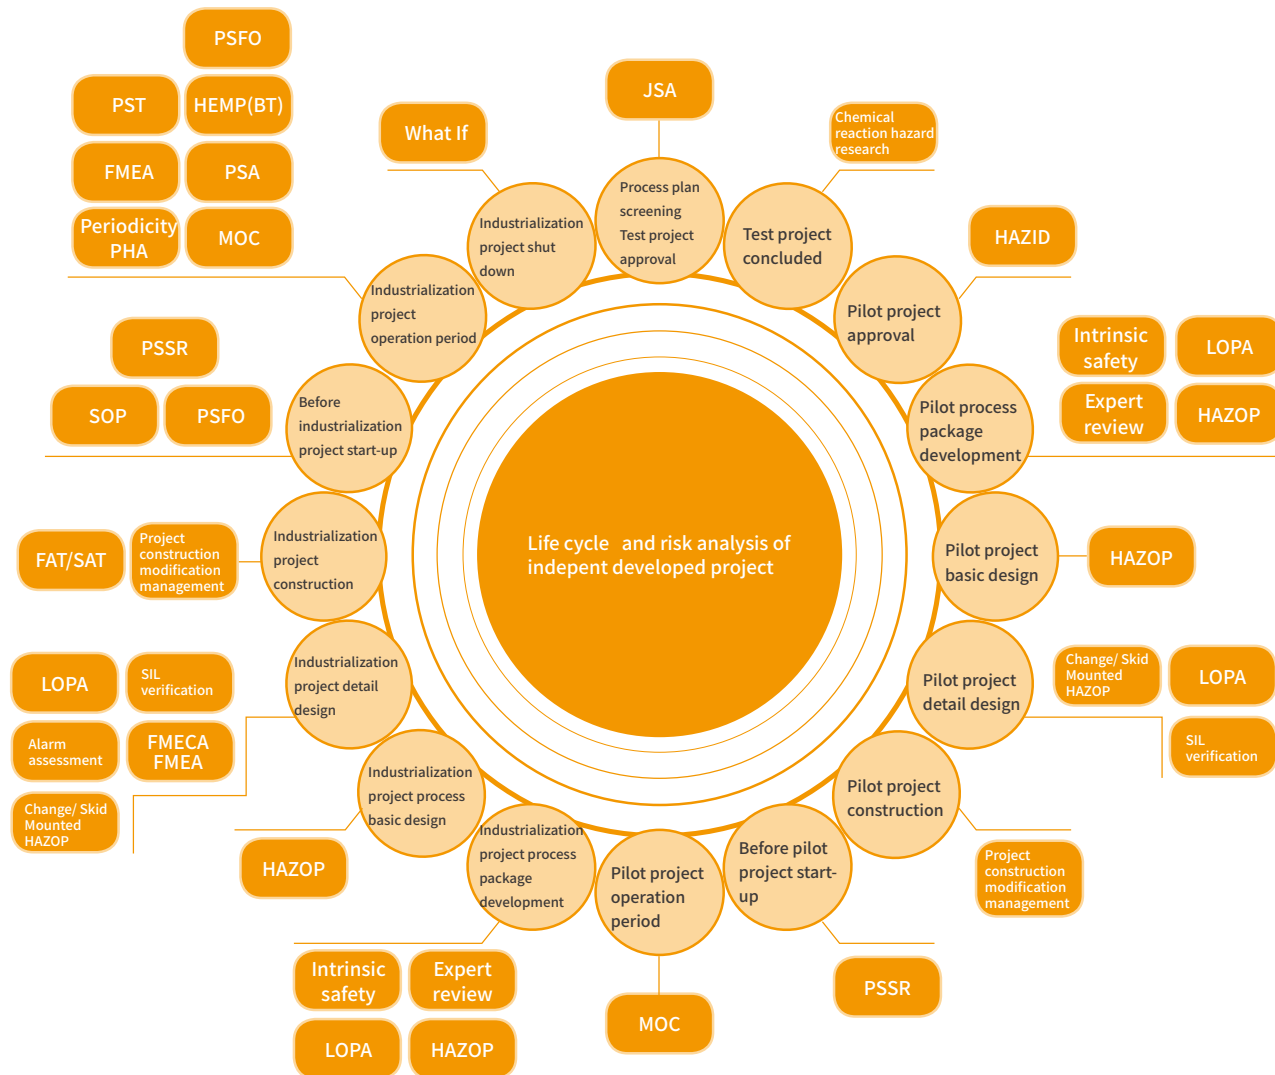 PSFO
PST
HEMP(BT)
FMEA
PSA
Periodicity
PHA
MOC
What If
JSA
Chemical
reaction hazard
research
HAZID
Intrinsic
safety
LOPA
Expert
review
HAZOP
Process plan
screening
Test project
approval
Test project
concluded
Pilot project
approval
Pilot process
package
development
Pilot project
basic design
HAZOP
Pilot project
detail design
Change/ Skid
Mounted
HAZOP
LOPA
SIL
verification
Pilot project
construction
Project
construction
modification
management
Before pilot
project start-
up
PSSR
Pilot project
operation
period
MOC
Industrialization
project process
package
development
Intrinsic
safety
Expert
review
LOPA
HAZOP
Industrialization
project process
basic design
HAZOP
Industrialization
project detail
design
LOPA
SIL
verification
Alarm
assessment
FMECA
FMEA
Change/ Skid
Mounted
HAZOP
Industrialization
project
construction
FAT/SAT
Project
construction
modification
management
Before
industrialization
project start-up
PSSR
SOP
PSFO
Industrialization
project
operation period
Industrialization
project shut
down
Life cycle and risk analysis of
indepent developed project